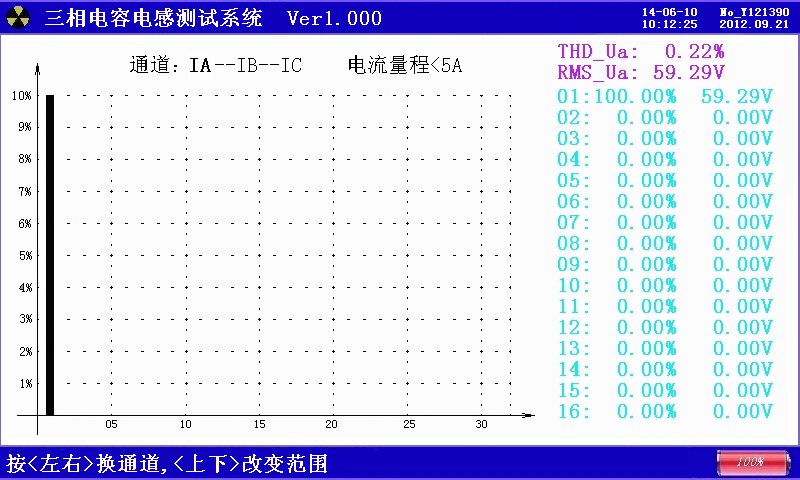 三相电容电感测试系统 Ver1.000
14-06-10 No_Y121390
10:12:25 2012.09.21
通道: IA--IB--IC 电流量程<5A
THD_Ua: 0.22%
RMS_Ua: 59.29V
01:100.00% 59.29V
02: 0.00% 0.00V
03: 0.00% 0.00V
04: 0.00% 0.00V
05: 0.00% 0.00V
06: 0.00% 0.00V
07: 0.00% 0.00V
08: 0.00% 0.00V
09: 0.00% 0.00V
10: 0.00% 0.00V
11: 0.00% 0.00V
12: 0.00% 0.00V
13: 0.00% 0.00V
14: 0.00% 0.00V
15: 0.00% 0.00V
16: 0.00% 0.00V
10%
9%
8%
7%
6%
5%
4%
3%
2%
1%
05 10 15 20 25 30
按<左右>换通道,<上下>改变范围
100%